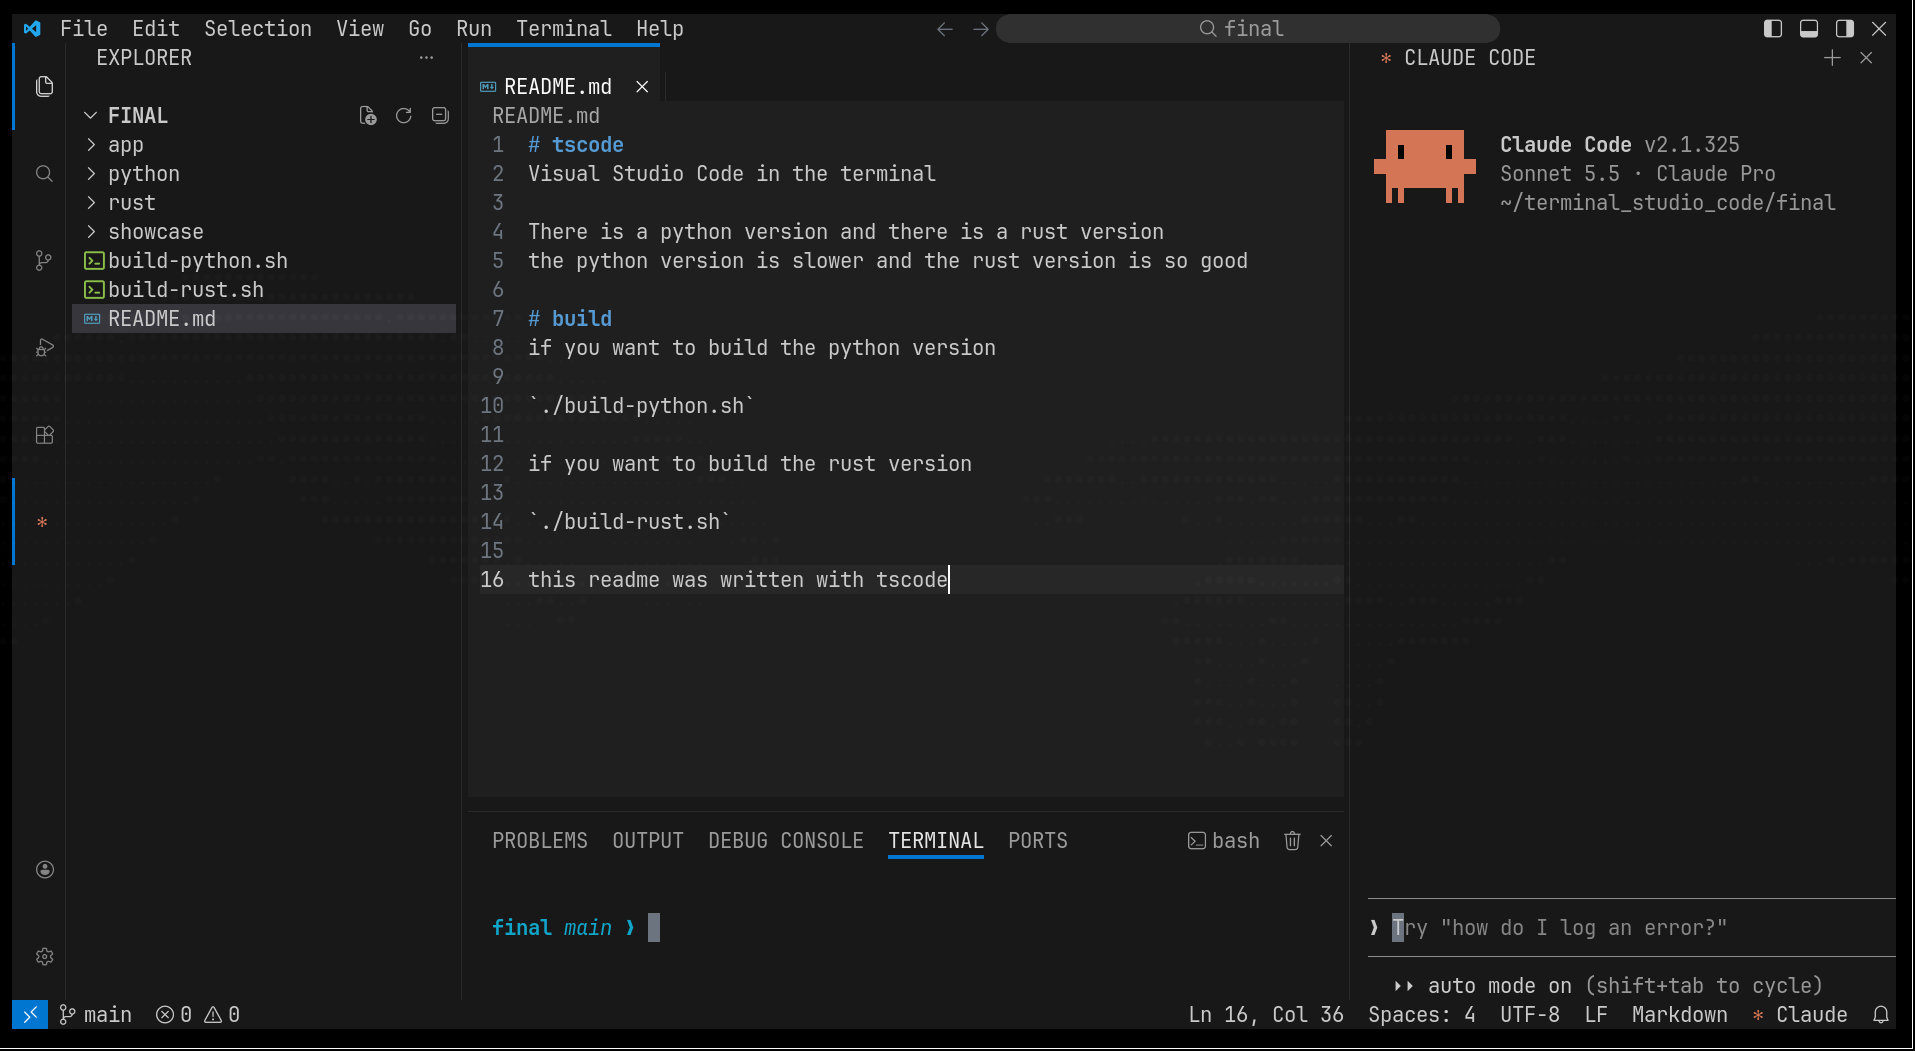 File Edit Selection View Go Run Terminal Help
final
EXPLORER
FINAL
app
python
rust
showcase
build-python.sh
build-rust.sh
README.md
README.md
README.md
1 # tscode
2 Visual Studio Code in the terminal
3
4 There is a python version and there is a rust version
5 the python version is slower and the rust version is so good
6
7 # build
8 if you want to build the python version
9
10 `./build-python.sh`
11
12 if you want to build the rust version
13
14 `./build-rust.sh`
15
16 this readme was written with tscode
PROBLEMS OUTPUT DEBUG CONSOLE TERMINAL PORTS
bash
final main ❯
CLAUDE CODE
Claude Code v2.1.325
Sonnet 5.5 · Claude Pro
~/terminal_studio_code/final
❯ Try "how do I log an error?"
auto mode on (shift+tab to cycle)
main 0 0
Ln 16, Col 36 Spaces: 4 UTF-8 LF Markdown * Claude